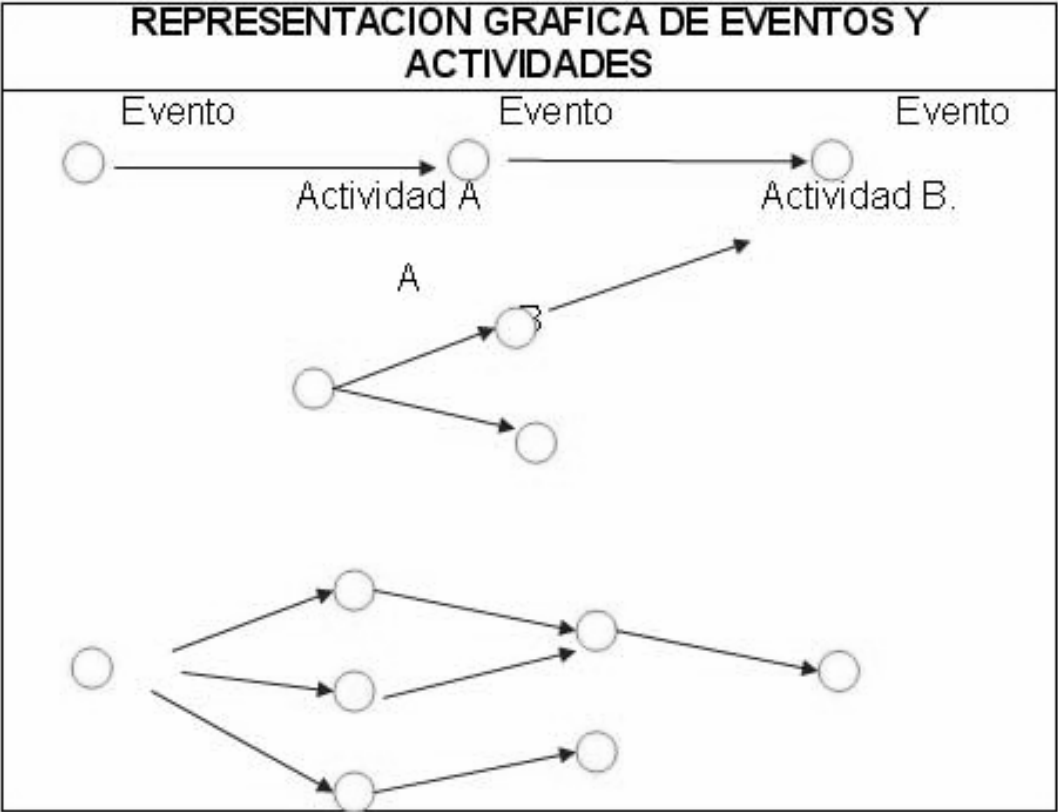 REPRESENTACION GRAFICA DE EVENTOS Y
ACTIVIDADES
Evento Evento Evento
Actividad A Actividad B.
A
B